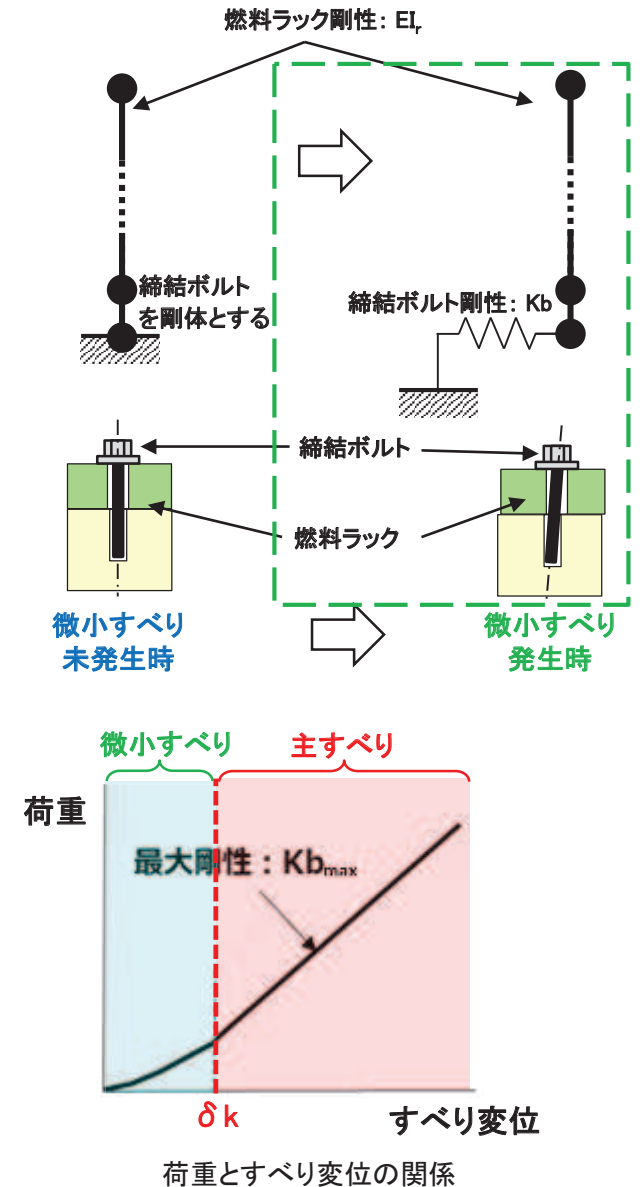 燃料ラック剛性: EIr
締結ボルト
を剛体とする
締結ボルト剛性: Kb
締結ボルト
燃料ラック
微小すべり
未発生時
微小すべり
発生時
微小すべり
主すべり
荷重
最大剛性:Kbmax
δk
すべり変位
荷重とすべり変位の関係